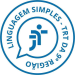 LINGUAGEM SIMPLES - TRT DA 9ª REGIÃO